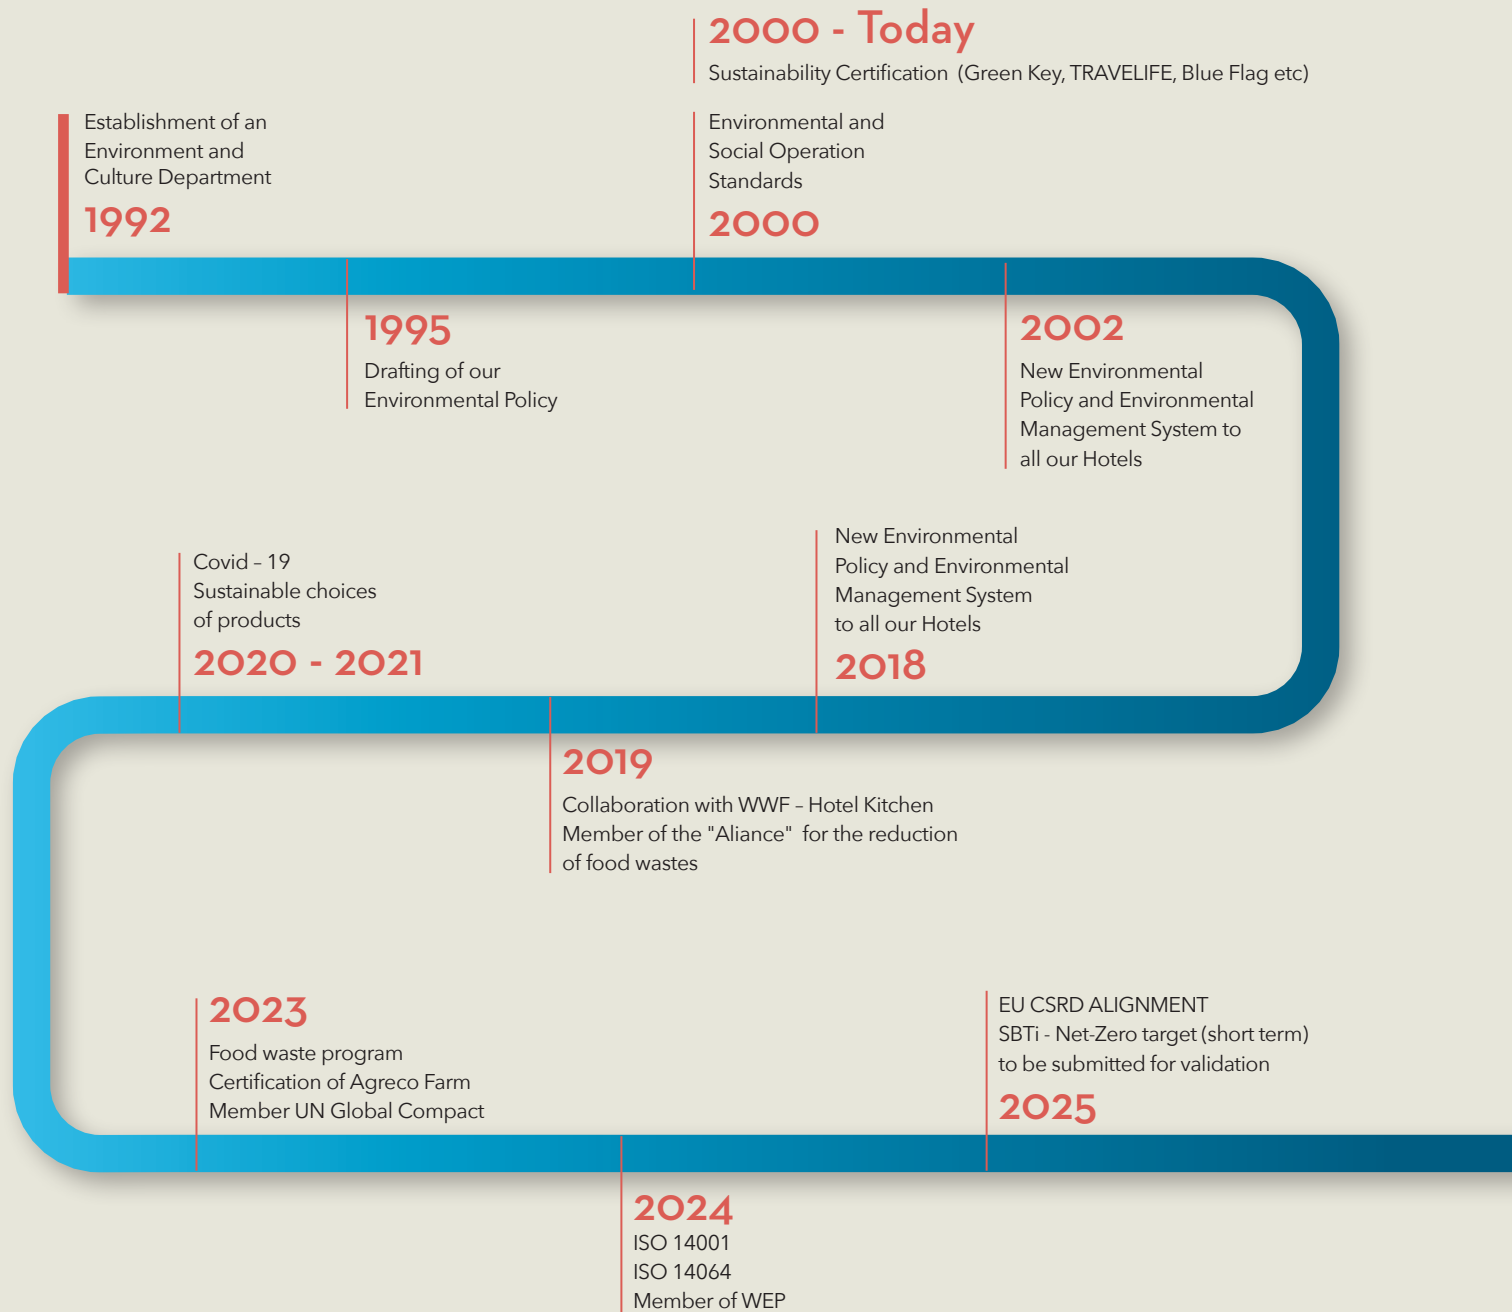 2000 - Today
Sustainability Certification (Green Key, TRAVELIFE, Blue Flag etc)
Establishment of an
Environment and
Culture Department
1992
Environmental and
Social Operation
Standards
2000
1995
Drafting of our
Environmental Policy
2002
New Environmental
Policy and Environmental
Management System to
all our Hotels
New Environmental
Policy and Environmental
Management System
to all our Hotels
2018
Covid – 19
Sustainable choices
of products
2020 - 2021
2019
Collaboration with WWF – Hotel Kitchen
Member of the "Aliance" for the reduction
of food wastes
2023
Food waste program
Certification of Agreco Farm
Member UN Global Compact
EU CSRD ALIGNMENT
SBTi - Net-Zero target (short term)
to be submitted for validation
2025
2024
ISO 14001
ISO 14064
Member of WEP